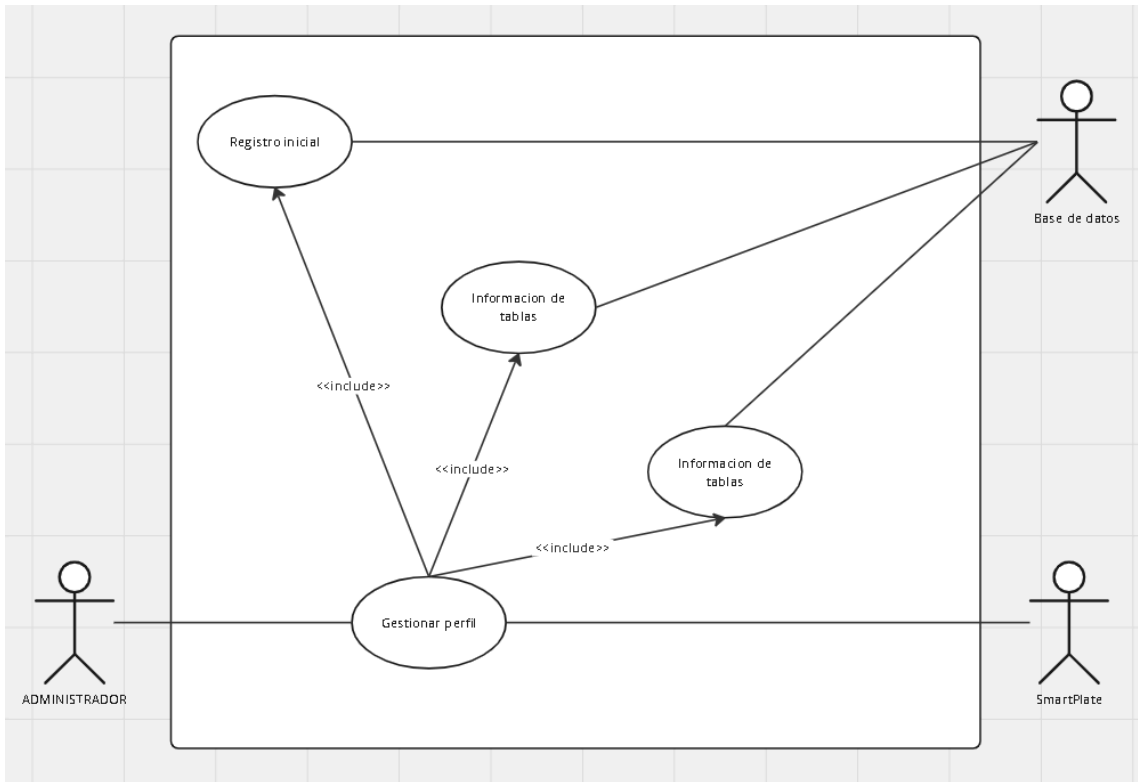 Registro inicial
Base de datos
Informacion de
tablas
<<include>>
<<include>>
Informacion de
tablas
<<include>>
Gestionar perfil
ADMINISTRADOR
SmartPlate